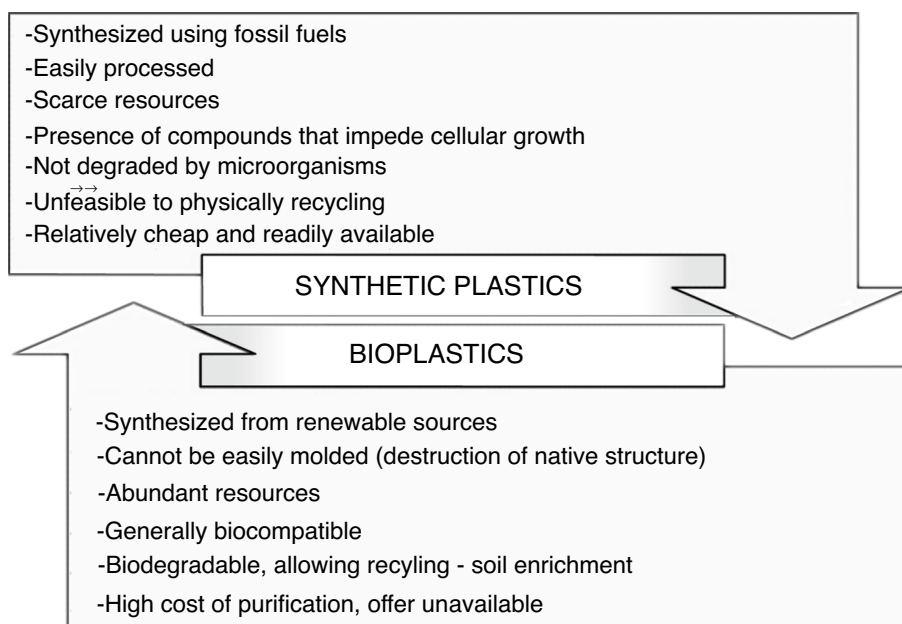 -Synthesized using fossil fuels
-Easily processed
-Scarce resources
-Presence of compounds that impede cellular growth
-Not degraded by microorganisms
-Unfeasible to physically recycling
-Relatively cheap and readily available
SYNTHETIC PLASTICS
BIOPLASTICS
-Synthesized from renewable sources
-Cannot be easily molded (destruction of native structure)
-Abundant resources
-Generally biocompatible
-Biodegradable, allowing recyling - soil enrichment
-High cost of purification, offer unavailable